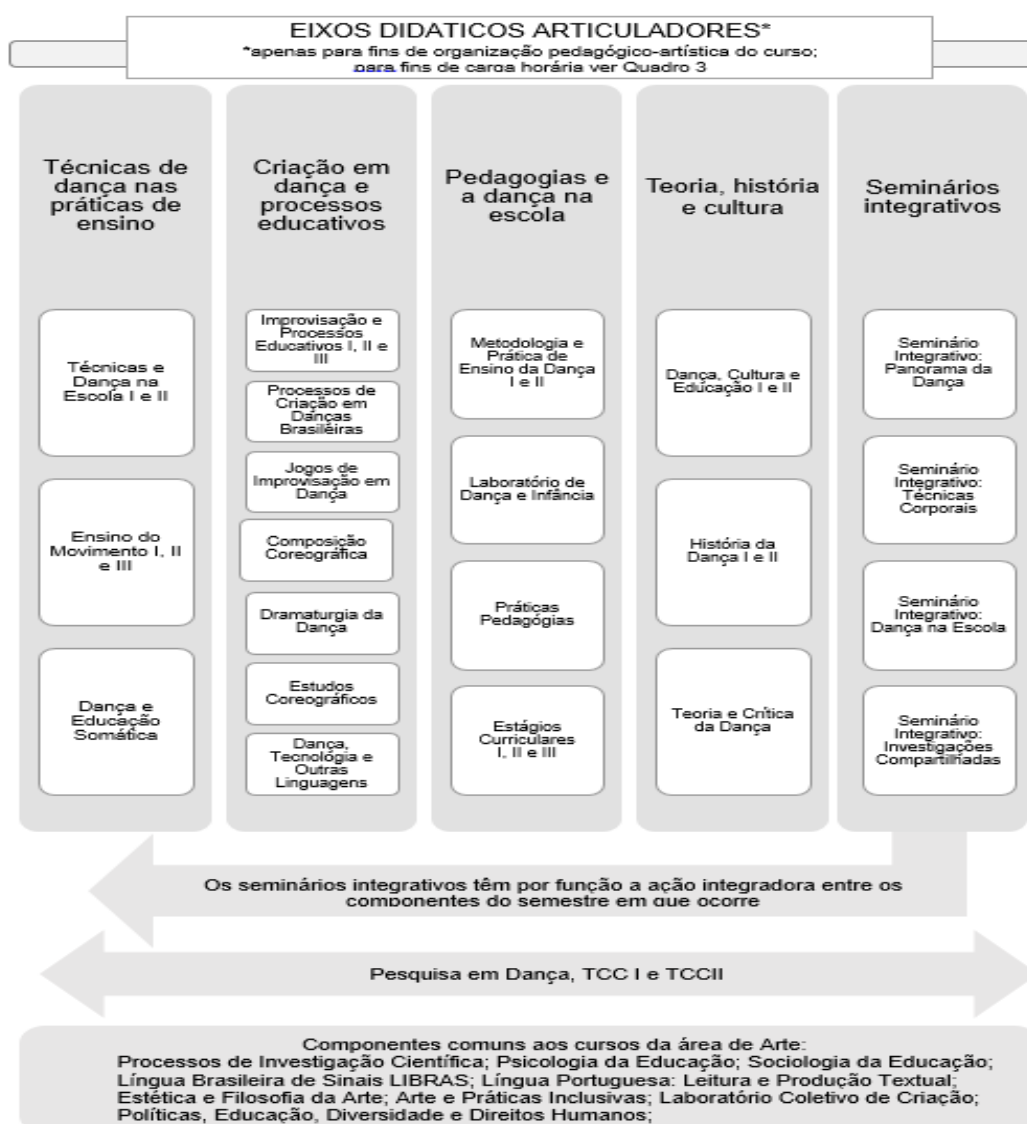 EIXOS DIDATICOS ARTICULADORES*
*apenas para fins de organização pedagógico-artística do curso;
para fins de carga horária ver Quadro 3
Técnicas de
dança nas
práticas de
ensino
Técnicas e
Dança na
Escola I e II
Ensino do
Movimento I, II
e III
Dança e
Educação
Somática
Criação em
dança e
processos
educativos
Improvisação e
Processos
Educativos I, II e
III
Processos de
Criação em
Danças
Brasileiras
Jogos de
Improvisação em
Dança
Composição
Coreográfica
Dramaturgia da
Dança
Estudos
Coreográficos
Dança,
Tecnológia e
Outras
Linguagens
Pedagogias e
a dança na
escola
Metodologia e
Prática de
Ensino da Dança
I e II
Laboratório de
Dança e Infância
Práticas
Pedagógias
Estágios
Curriculares
I, II e III
Teoria, história
e cultura
Dança, Cultura e
Educação I e II
História da
Dança I e II
Teoria e Crítica
da Dança
Seminários
integrativos
Seminário
Integrativo:
Panorama da
Dança
Seminário
Integrativo:
Técnicas
Corporais
Seminário
Integrativo:
Dança na Escola
Seminário
Integrativo:
Investigações
Compartilhadas
Os seminários integrativos têm por função a ação integradora entre os
componentes do semestre em que ocorre
Pesquisa em Dança, TCC I e TCCII
Componentes comuns aos cursos da área de Arte:
Processos de Investigação Científica; Psicologia da Educação; Sociologia da Educação;
Língua Brasileira de Sinais LIBRAS; Língua Portuguesa: Leitura e Produção Textual;
Estética e Filosofia da Arte; Arte e Práticas Inclusivas; Laboratório Coletivo de Criação;
Políticas, Educação, Diversidade e Direitos Humanos;